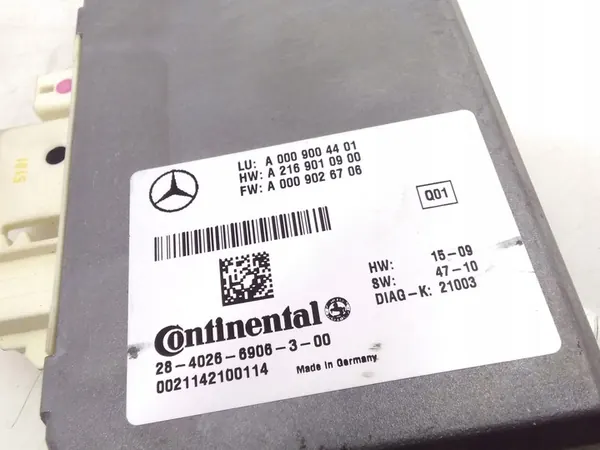 LU: A 000 900 44 01
HW: A 216 901 09 00
FW: A 000 902 67 06
Q01
HW: 15-09
SW: 47-10
DIAG-K: 21003
Continental
28-4026-6906-3-00
0021142100114
Made in Germany